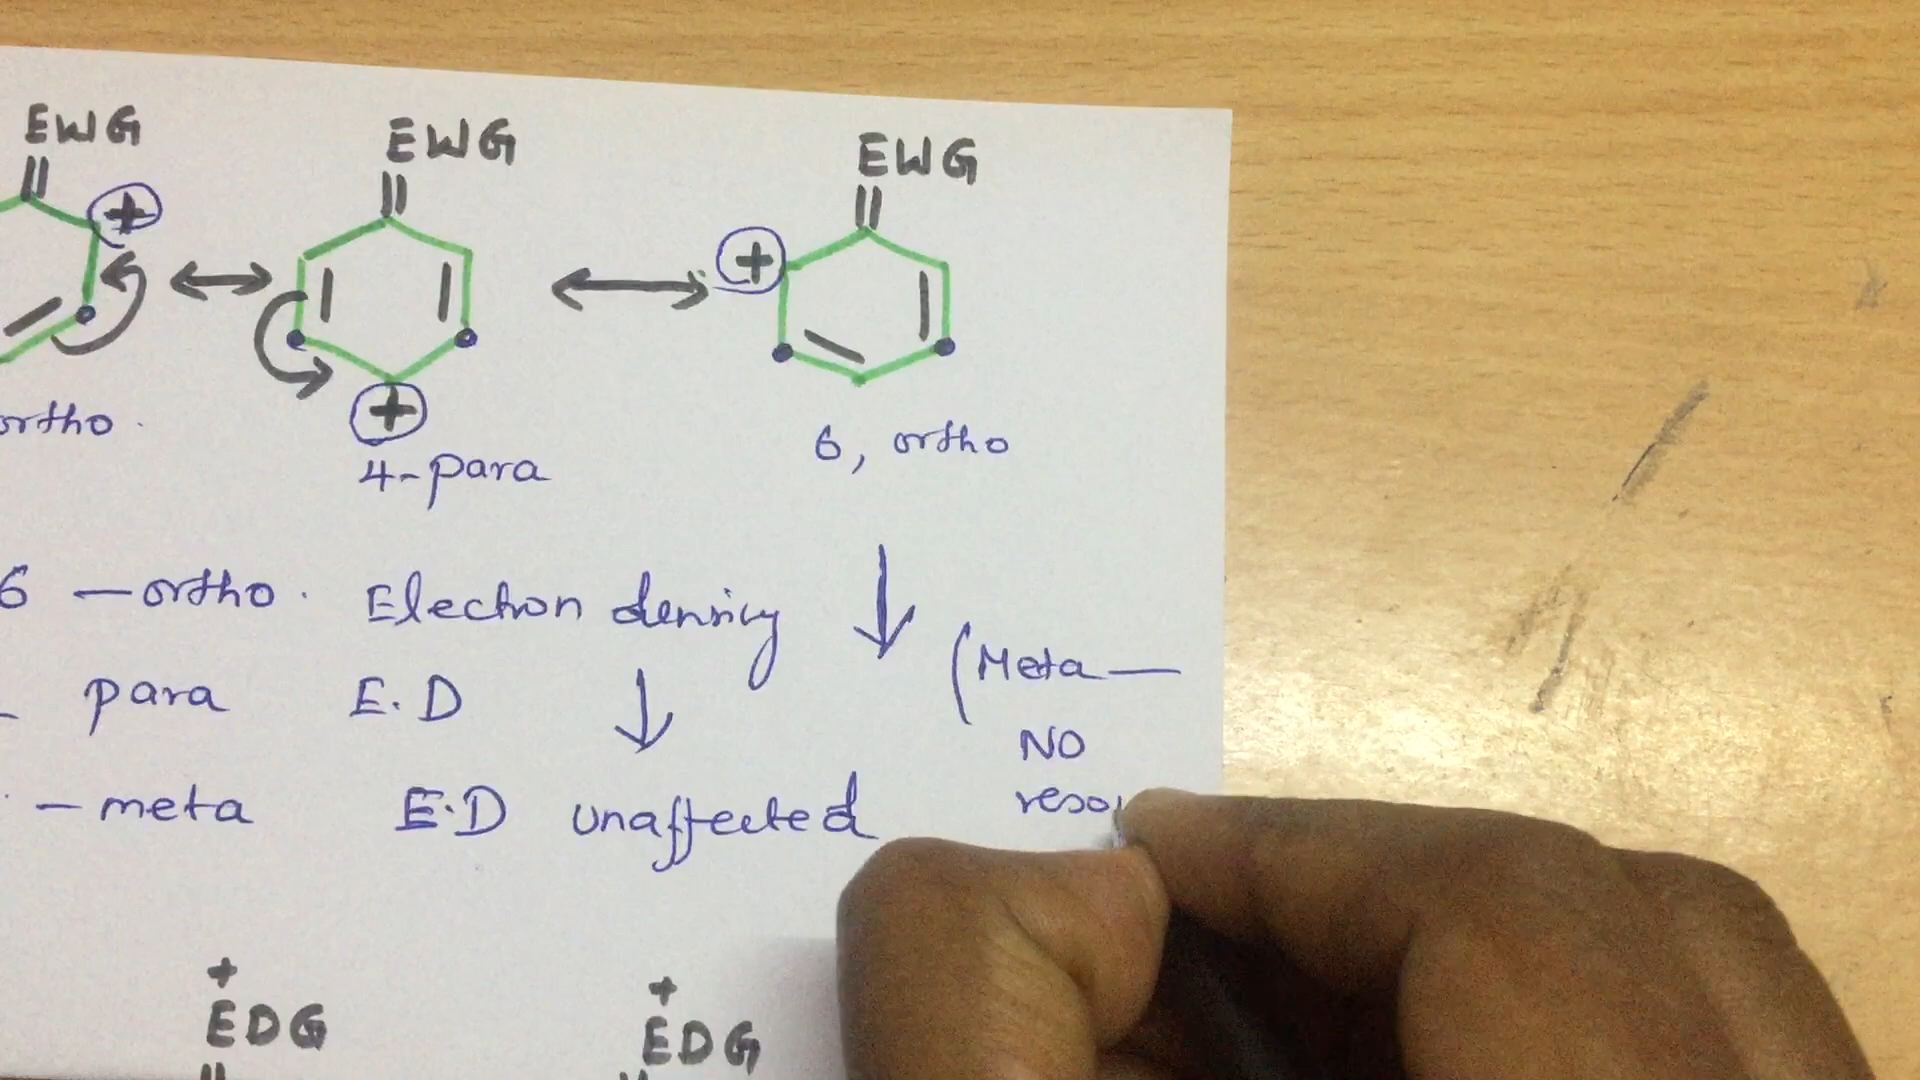 EWG
EWG
EWG
+
+
+
ortho.
4-para
6, ortho
6 — ortho. Electron density ↓
(Meta —
para E.D ↓
NO
- meta E.D unaffected
reso
+
EDG
+
EDG